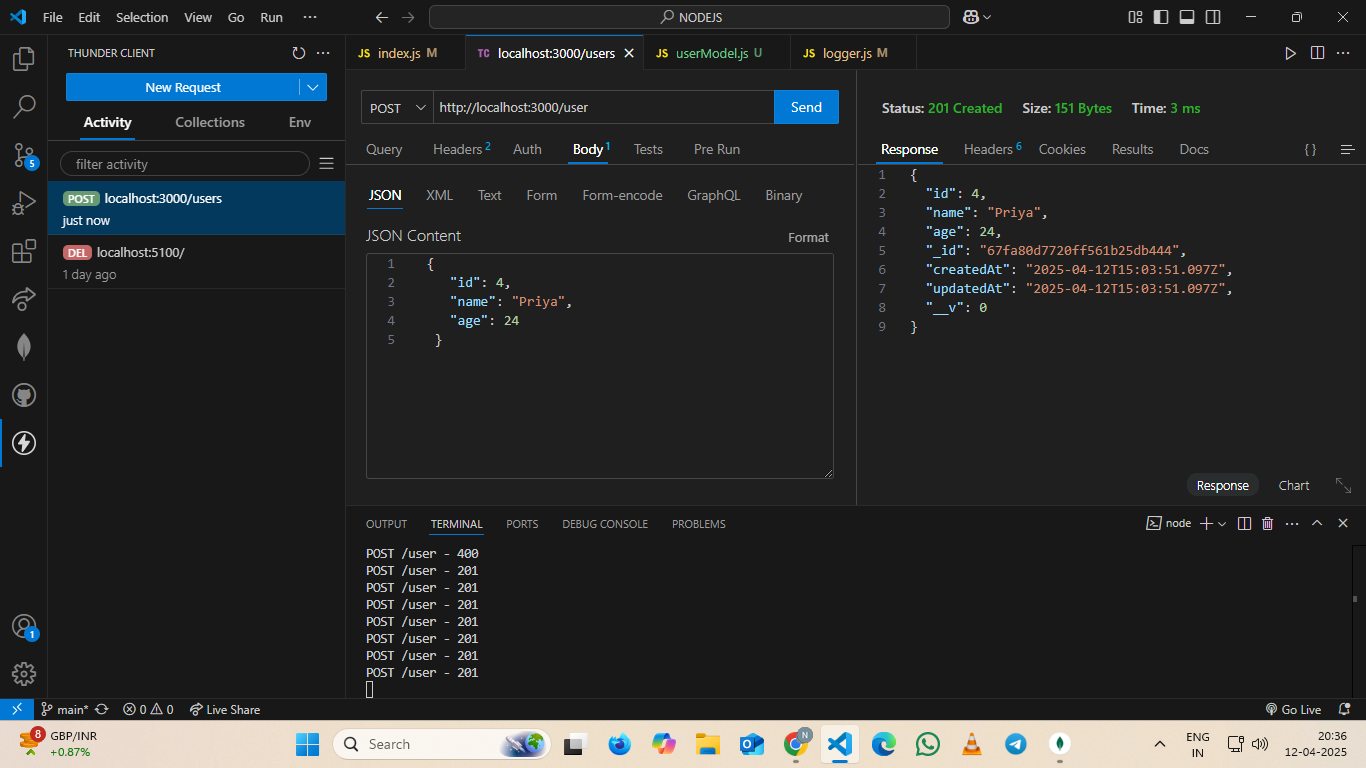 File Edit Selection View Go Run ···
NODEJS
THUNDER CLIENT
New Request
Activity Collections Env
filter activity
POST localhost:3000/users
just now
DEL localhost:5100/
1 day ago
5
1
JS index.js M
TC localhost:3000/users
JS userModel.js U
JS logger.js M
POST http://localhost:3000/user Send
Query Headers 2 Auth Body 1 Tests Pre Run
JSON XML Text Form Form-encode GraphQL Binary
JSON Content Format
1 {
2 "id": 4,
3 "name": "Priya",
4 "age": 24
5 }
Status: 201 Created Size: 151 Bytes Time: 3 ms
Response Headers 6 Cookies Results Docs { }
1 {
2 "id": 4,
3 "name": "Priya",
4 "age": 24,
5 "_id": "67fa80d7720ff561b25db444",
6 "createdAt": "2025-04-12T15:03:51.097Z",
7 "updatedAt": "2025-04-12T15:03:51.097Z",
8 "__v": 0
9 }
Response Chart
OUTPUT TERMINAL PORTS DEBUG CONSOLE PROBLEMS node
POST /user - 400
POST /user - 201
POST /user - 201
POST /user - 201
POST /user - 201
POST /user - 201
POST /user - 201
POST /user - 201
main* 0 0 Live Share Go Live
8 GBP/INR
+0.87%
Search
N
ENG
IN
20:36
12-04-2025